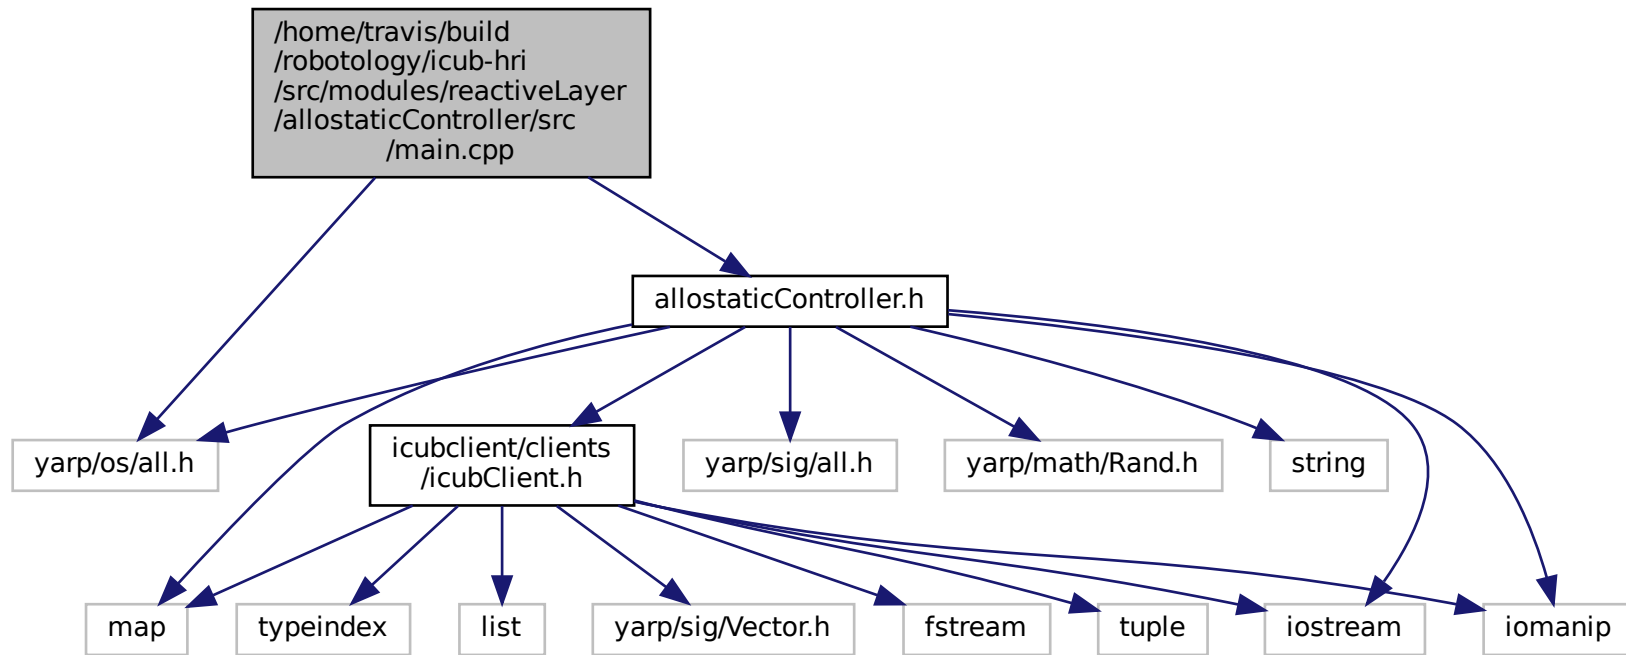 /home/travis/build
/robotology/icub-hri
/src/modules/reactiveLayer
/allostaticController/src
/main.cpp
allostaticController.h
yarp/os/all.h
icubclient/clients
/icubClient.h
yarp/sig/all.h
yarp/math/Rand.h
string
map
typeindex
list
yarp/sig/Vector.h
fstream
tuple
iostream
iomanip